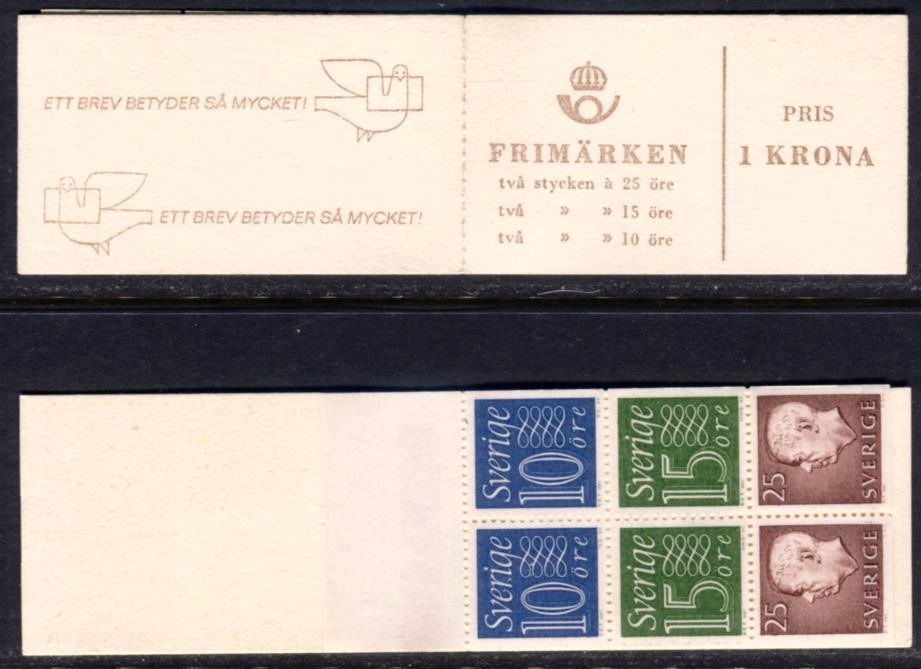 ETT BREV BETYDER SÅ MYCKET!
ETT BREV BETYDER SÅ MYCKET!
FRIMÄRKEN
två stycken à 25 öre
två » » 15 öre
två » » 10 öre
PRIS
1 KRONA
Sverige
10 öre
Sverige
15 öre
25
SVERIGE
Sverige
10 öre
Sverige
15 öre
25
SVERIGE